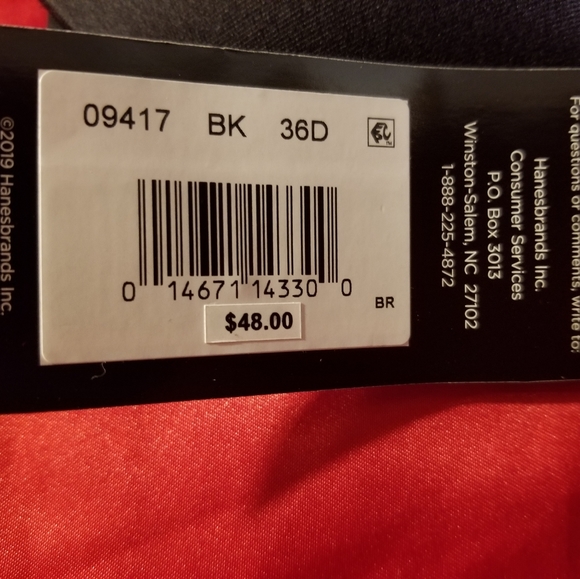 09417 BK 36D
0 14671 14330 0
BR
$48.00
For questions or comments, write to:
Hanesbrands Inc.
Consumer Services
P.O. Box 3013
Winston-Salem, NC 27102
1-888-225-4872
©2019 Hanesbrands Inc.